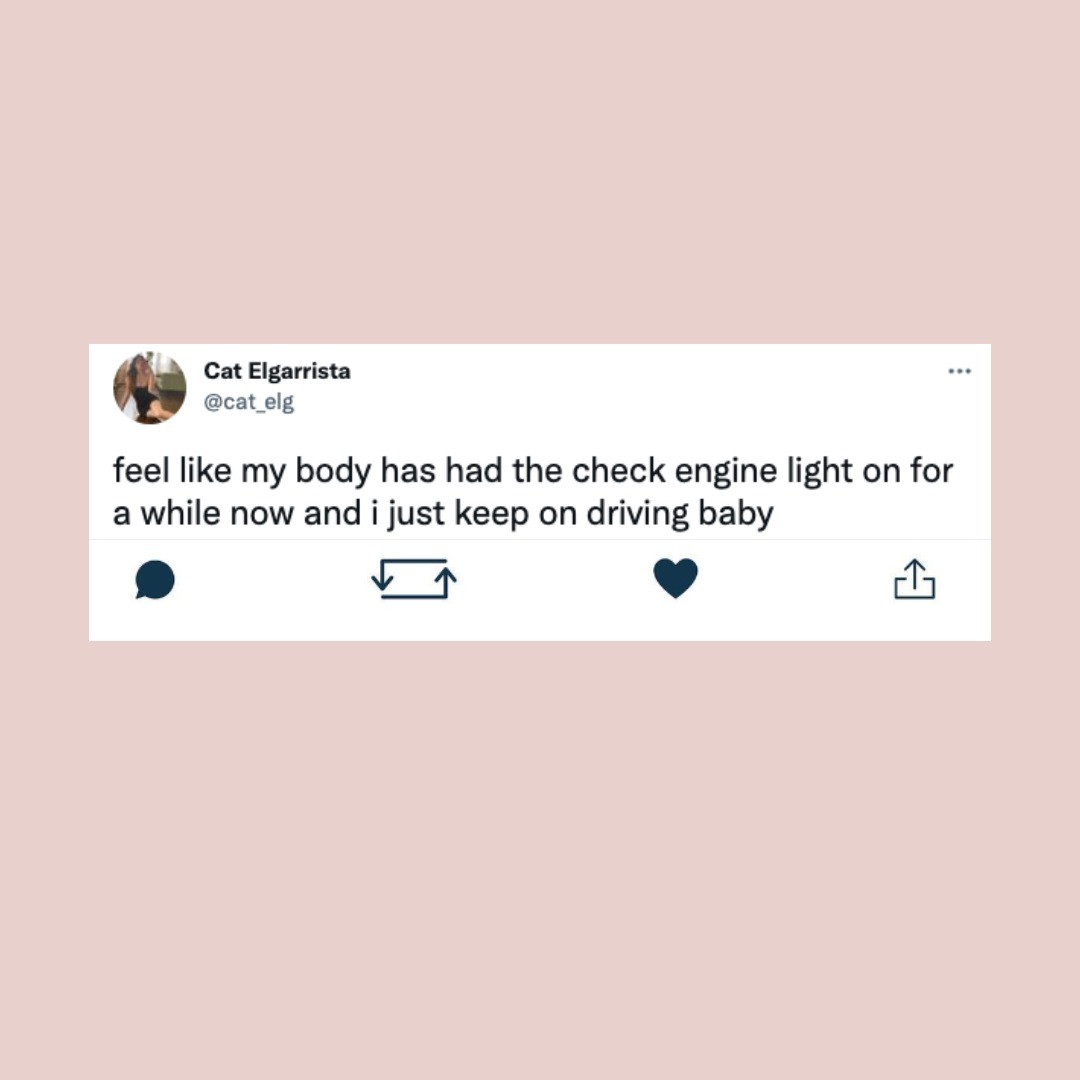 Cat Elgarrista
@cat_elg
feel like my body has had the check engine light on for
a while now and i just keep on driving baby